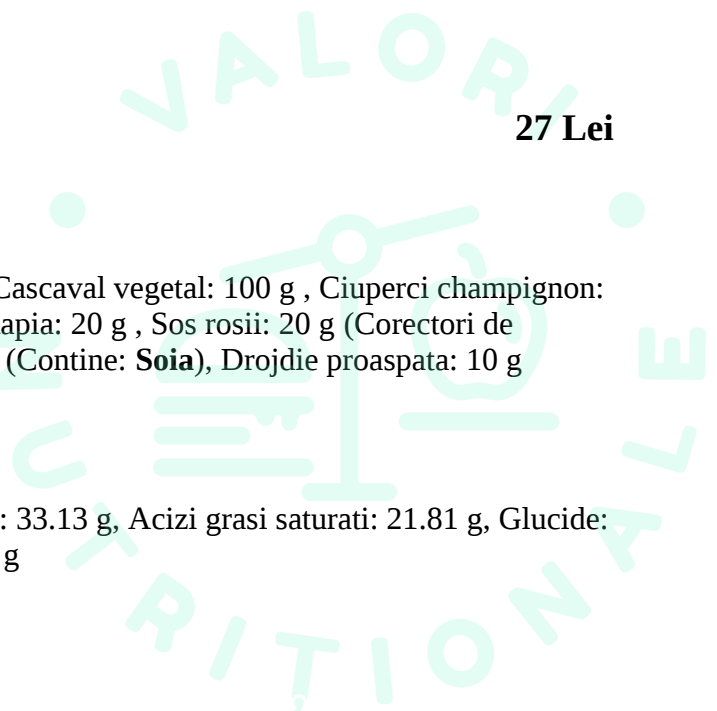 VALORI
27 Lei
Cascaval vegetal: 100 g , Ciuperci champignon:
apia: 20 g , Sos rosii: 20 g (Corectori de
(Contine: Soia), Drojdie proaspata: 10 g
: 33.13 g, Acizi grasi saturati: 21.81 g, Glucide:
g
NUTRITIONALE